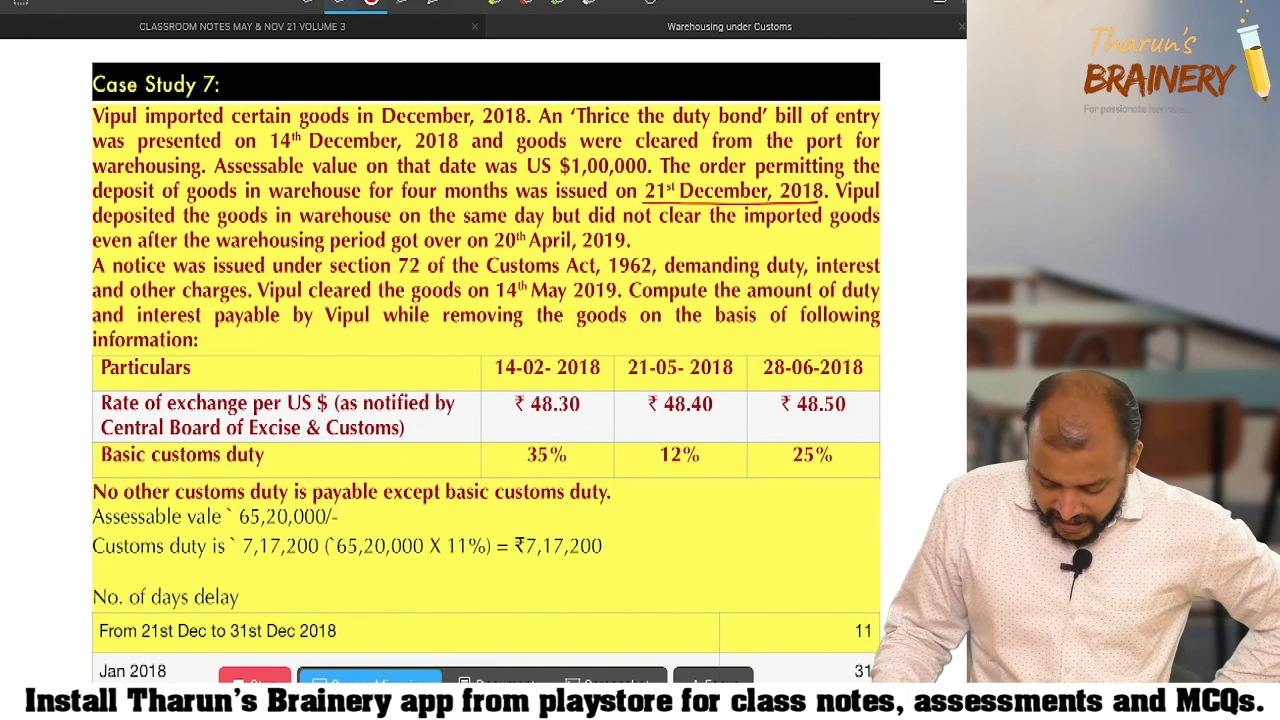 CLASSROOM NOTES MAY & NOV 21 VOLUME 3
Warehousing under Customs
Tharun's
BRAINERY
Case Study 7:
Vipul imported certain goods in December, 2018. An 'Thrice the duty bond' bill of entry
was presented on 14th December, 2018 and goods were cleared from the port for
warehousing. Assessable value on that date was US $1,00,000. The order permitting the
deposit of goods in warehouse for four months was issued on 21st December, 2018. Vipul
deposited the goods in warehouse on the same day but did not clear the imported goods
even after the warehousing period got over on 20th April, 2019.
A notice was issued under section 72 of the Customs Act, 1962, demanding duty, interest
and other charges. Vipul cleared the goods on 14th May 2019. Compute the amount of duty
and interest payable by Vipul while removing the goods on the basis of following
information:
Particulars 14-02- 2018 21-05- 2018 28-06-2018
Rate of exchange per US $ (as notified by
Central Board of Excise & Customs) ₹ 48.30 ₹ 48.40 ₹ 48.50
Basic customs duty 35% 12% 25%
No other customs duty is payable except basic customs duty.
Assessable vale ` 65,20,000/-
Customs duty is ` 7,17,200 (`65,20,000 X 11%) = ₹7,17,200
No. of days delay
From 21st Dec to 31st Dec 2018 11
Jan 2018 31
Install Tharun's Brainery app from playstore for class notes, assessments and MCQs.